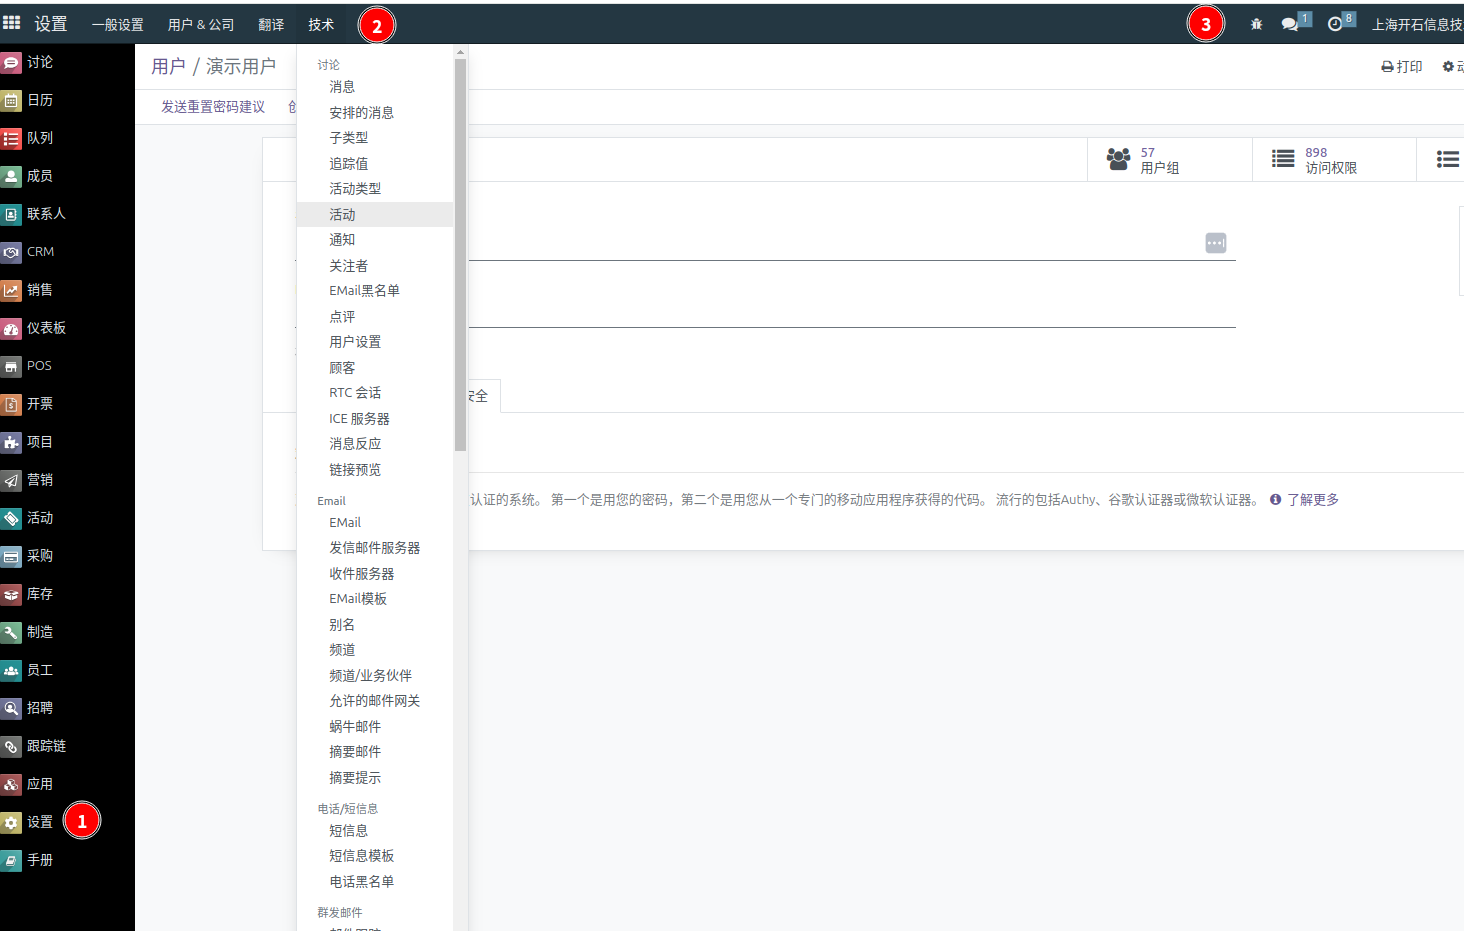 设置 一般设置 用户 & 公司 翻译 技术 2 3 1 8 上海开石信息技
讨论
日历
队列
成员
联系人
CRM
销售
仪表板
POS
开票
项目
营销
活动
采购
库存
制造
员工
招聘
跟踪链
应用
设置 1
手册
用户 / 演示用户
打印
发送重置密码建议
讨论
消息
安排的消息
子类型
追踪值
活动类型
活动
通知
关注者
EMail黑名单
点评
用户设置
顾客
RTC 会话
ICE 服务器
消息反应
链接预览
Email
EMail
发信邮件服务器
收件服务器
EMail模板
别名
频道
频道/业务伙伴
允许的邮件网关
蜗牛邮件
摘要邮件
摘要提示
电话/短信息
短信息
短信息模板
电话黑名单
群发邮件
57
用户组
898
访问权限
安全
认证的系统。 第一个是用您的密码，第二个是用您从一个专门的移动应用程序获得的代码。 流行的包括Authy、谷歌认证器或微软认证器。 了解更多